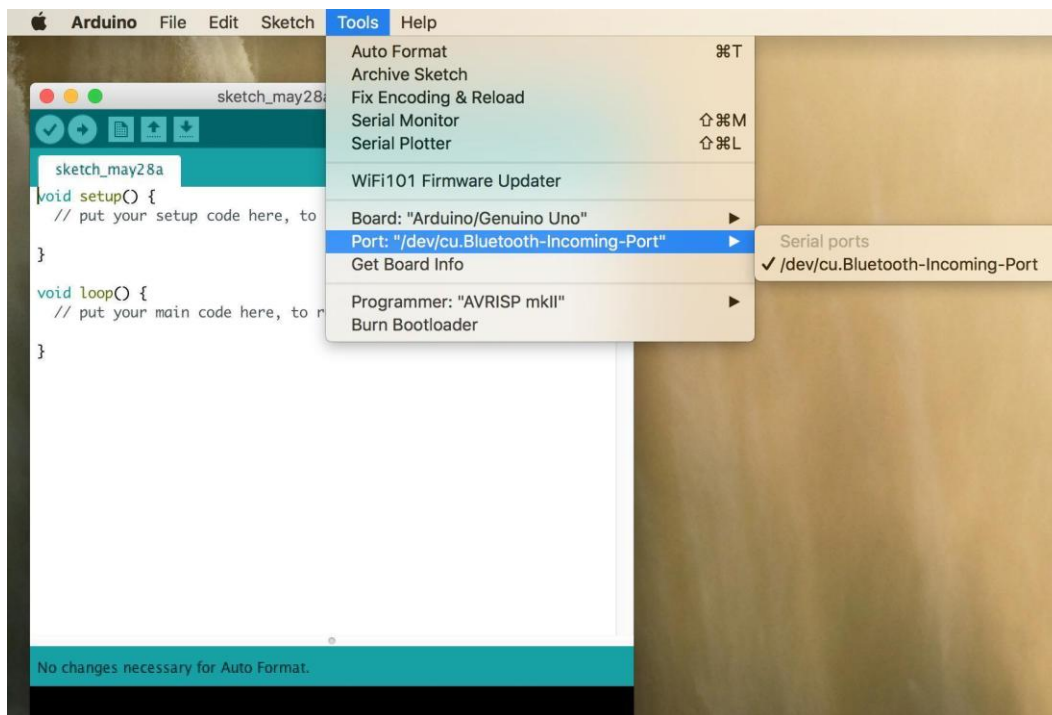 Arduino File Edit Sketch Tools Help
Auto Format ⌘T
Archive Sketch
Fix Encoding & Reload
Serial Monitor ⇧⌘M
Serial Plotter ⇧⌘L
WiFi101 Firmware Updater
Board: "Arduino/Genuino Uno"
Port: "/dev/cu.Bluetooth-Incoming-Port"
Get Board Info
Programmer: "AVRISP mkII"
Burn Bootloader
Serial ports
✓ /dev/cu.Bluetooth-Incoming-Port
sketch_may28a
sketch_may28a
void setup() {
// put your setup code here, to
}
void loop() {
// put your main code here, to r
}
No changes necessary for Auto Format.